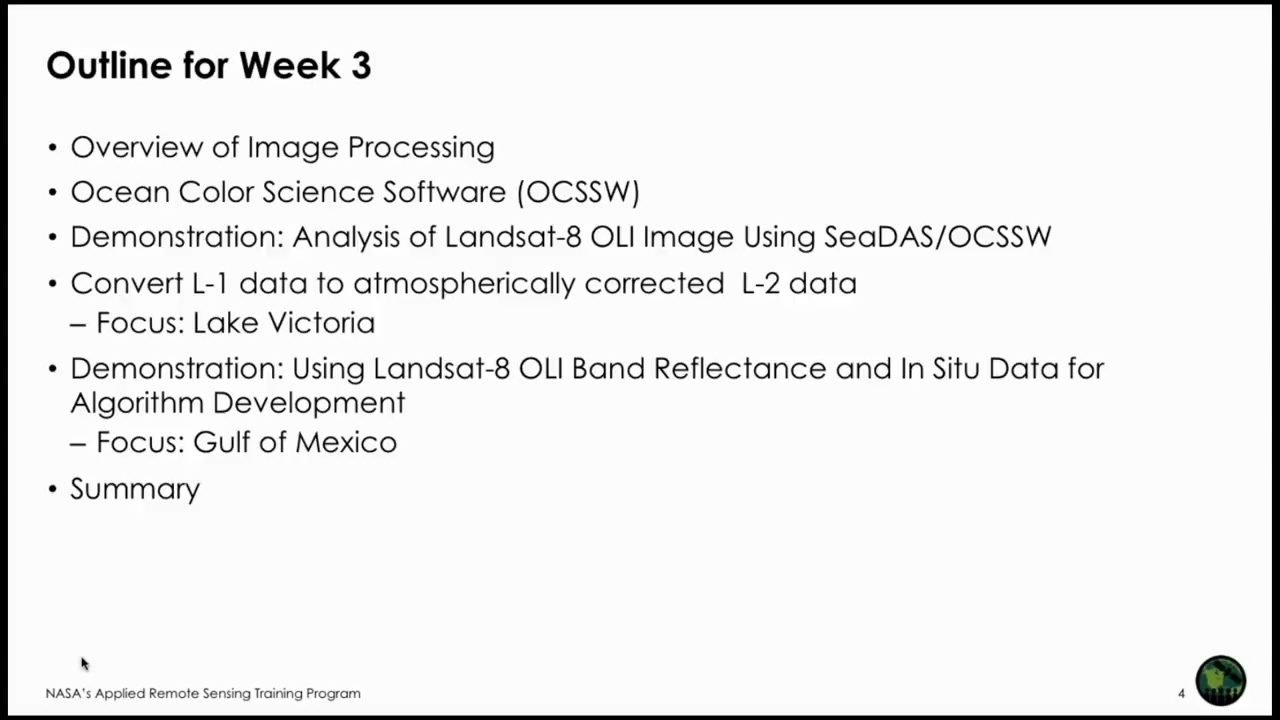 Outline for Week 3
• Overview of Image Processing
• Ocean Color Science Software (OCSSW)
• Demonstration: Analysis of Landsat-8 OLI Image Using SeaDAS/OCSSW
• Convert L-1 data to atmospherically corrected  L-2 data
– Focus: Lake Victoria
• Demonstration: Using Landsat-8 OLI Band Reflectance and In Situ Data for
Algorithm Development
– Focus: Gulf of Mexico
• Summary
NASA's Applied Remote Sensing Training Program
4